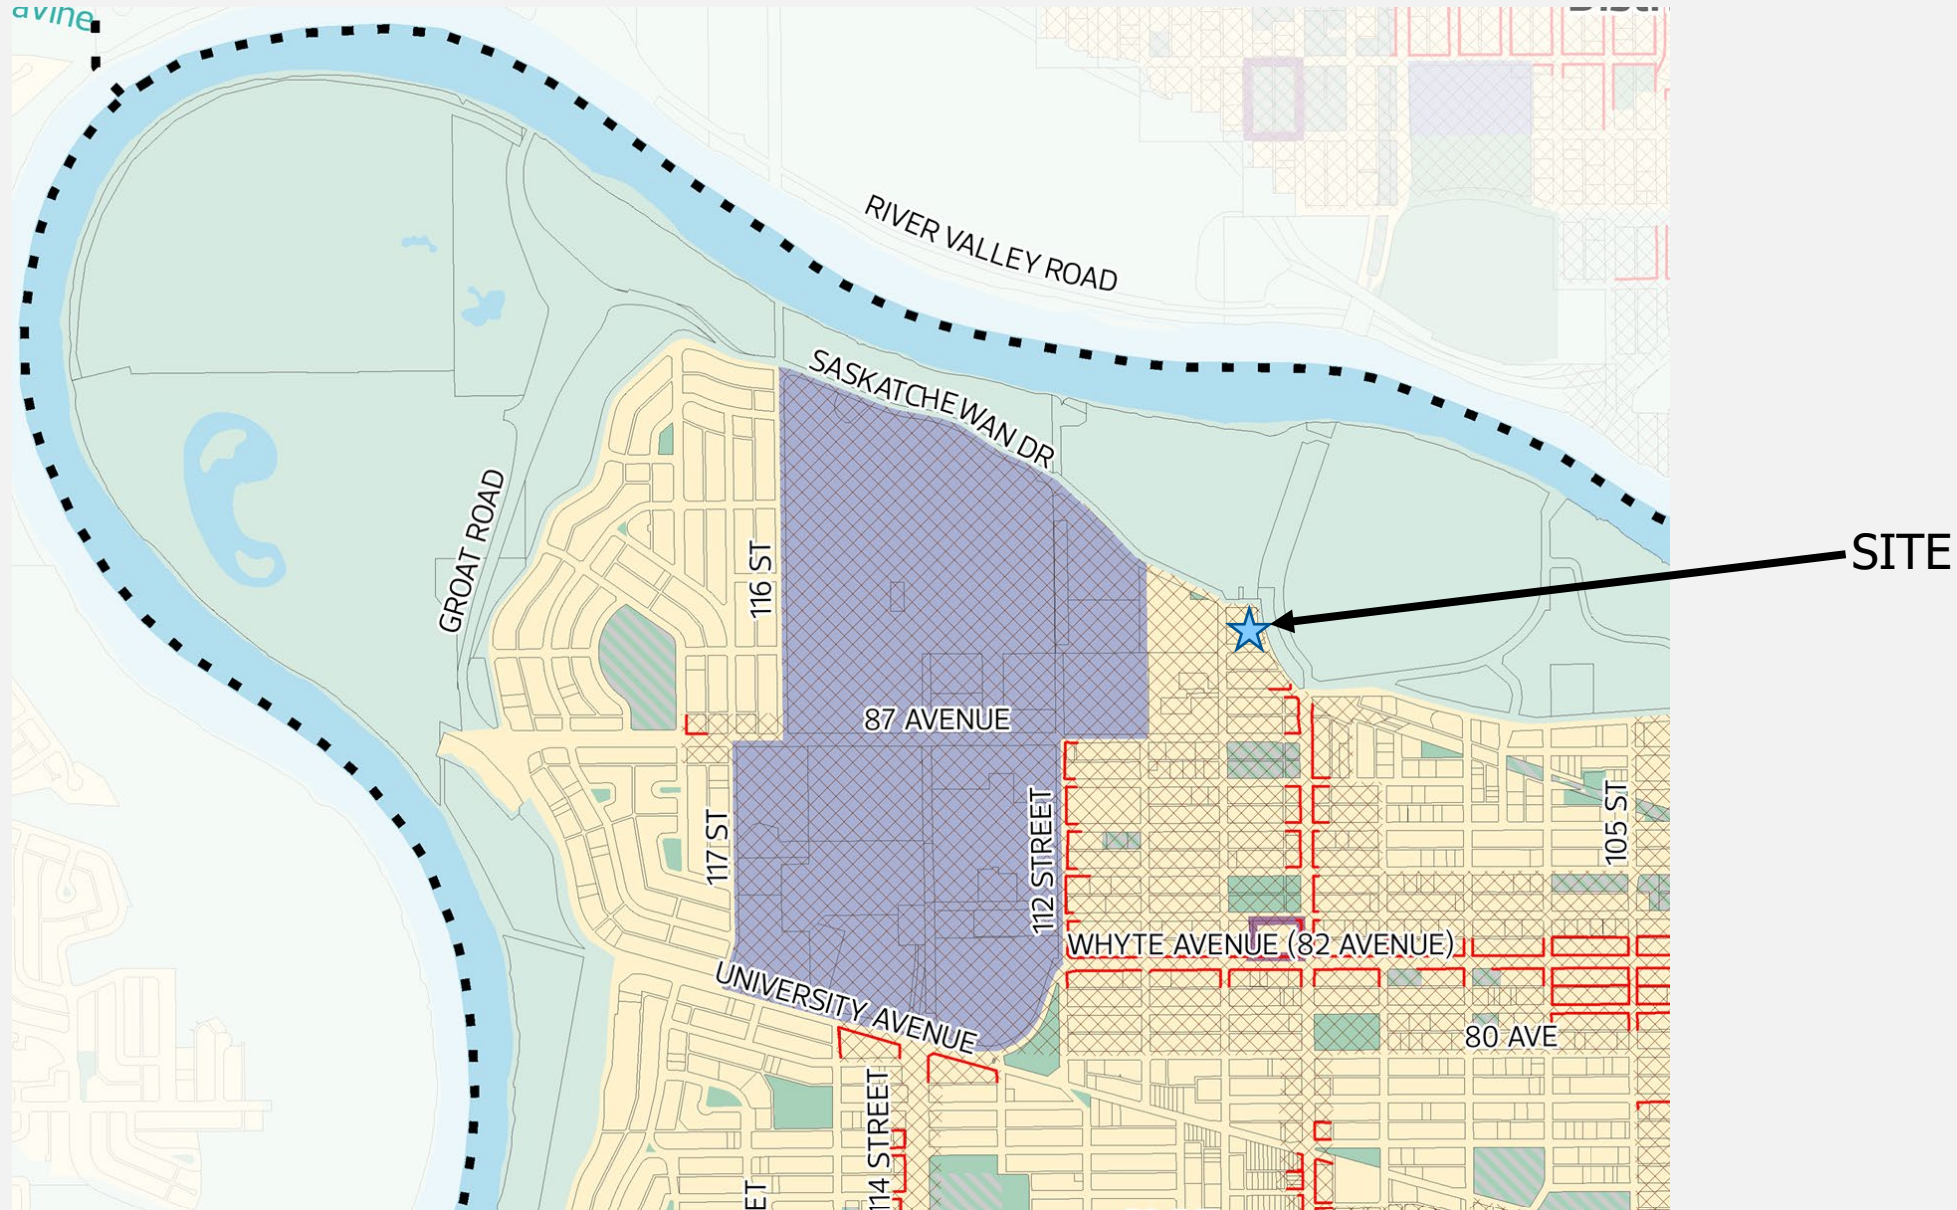 RIVER VALLEY ROAD
SASKATCHEWAN DR
GROAT ROAD
116 ST
SITE
87 AVENUE
117 ST
112 STREET
105 ST
WHYTE AVENUE (82 AVENUE)
UNIVERSITY AVENUE
80 AVE
114 STREET
ET